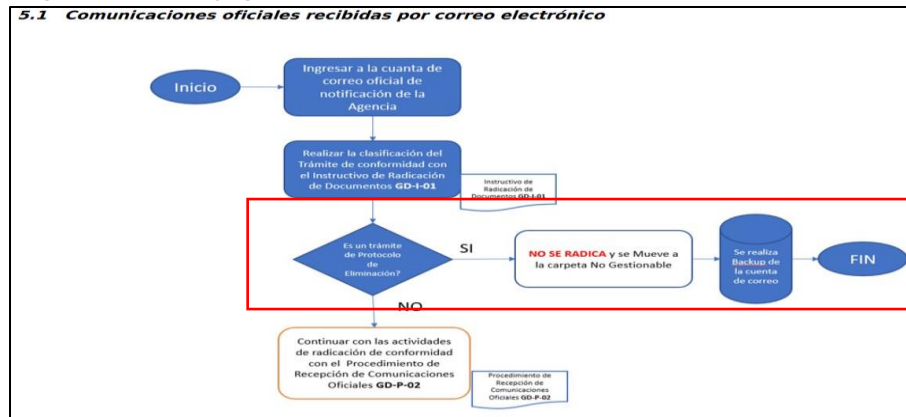 5.1 Comunicaciones oficiales recibidas por correo electrónico
Inicio
Ingresar a la cuanta de
correo oficial de
notificación de la
Agencia
Realizar la clasificación del
Trámite de conformidad con
el Instructivo de Radicación
de Documentos GD-I-01
Instructivo de
Radicación de
Documentos GD-I-01
Es un trámite
de Protocolo
de
Eliminación?
SI
NO SE RADICA y se Mueve a
la carpeta No Gestionable
Se realiza
Backup de
la cuenta
de correo
FIN
NO
Continuar con las actividades
de radicación de conformidad
con el Procedimiento de
Recepción de Comunicaciones
Oficiales GD-P-02
Procedimiento de
Recepción de
Comunicaciones
Oficiales GD-P-02